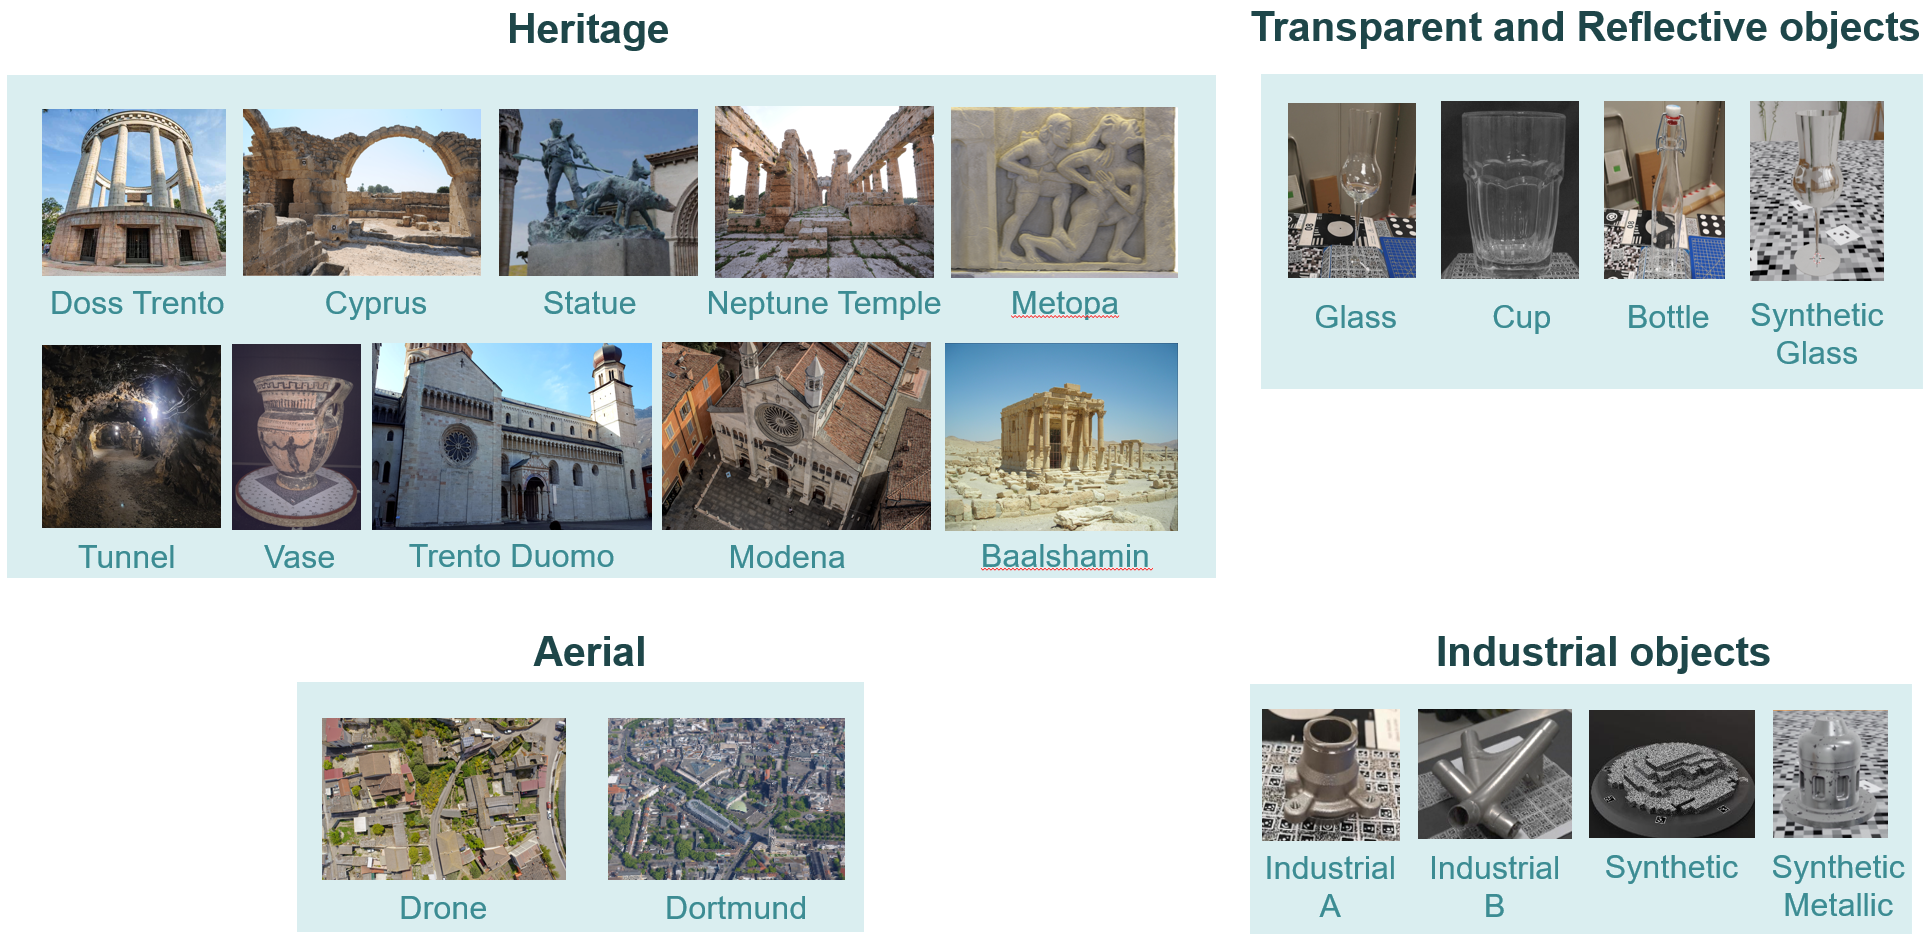 Heritage
Transparent and Reflective objects
Doss Trento
Cyprus
Statue
Neptune Temple
Metopa
Glass
Cup
Bottle
Synthetic
Glass
Tunnel
Vase
Trento Duomo
Modena
Baalshamin
Aerial
Industrial objects
Drone
Dortmund
Industrial
A
Industrial
B
Synthetic
Synthetic
Metallic